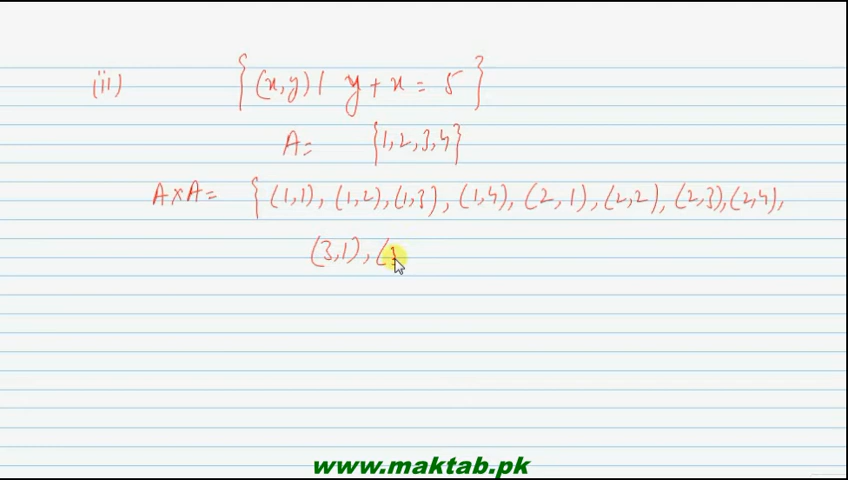 (ii) {(x,y) | y + x = 5}
A = {1,2,3,4}
A×A = {(1,1), (1,2), (1,3), (1,4), (2,1), (2,2), (2,3), (2,4),
(3,1), (
www.maktab.pk